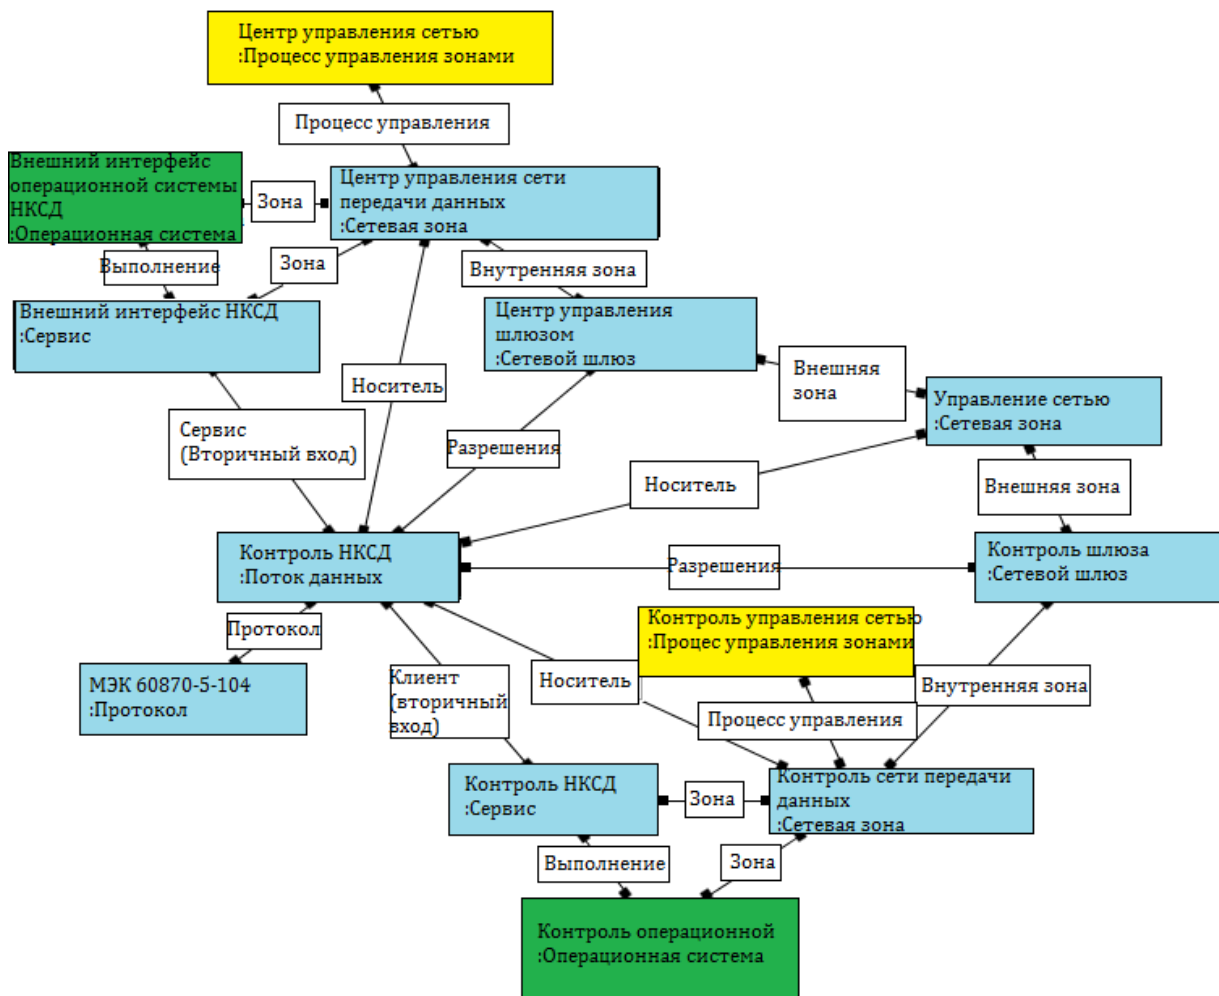 Центр управления сетью
:Процесс управления зонами
Процесс управления
Внешний интерфейс
операционной системы
НКСД
:Операционная система
Зона
Центр управления сети
передачи данных
:Сетевая зона
Выполнение
Зона
Внутренняя зона
Внешний интерфейс НКСД
:Сервис
Центр управления
шлюзом
:Сетевой шлюз
Носитель
Внешняя
зона
Управление сетью
:Сетевая зона
Сервис
(Вторичный вход)
Разрешения
Носитель
Внешняя зона
Контроль НКСД
:Поток данных
Разрешения
Контроль шлюза
:Сетевой шлюз
Протокол
Контроль управления сетью
:Процес управления зонами
МЭК 60870-5-104
:Протокол
Клиент
(вторичный
вход)
Носитель
Внутренняя зона
Процесс управления
Контроль НКСД
:Сервис
Зона
Контроль сети передачи
данных
:Сетевая зона
Выполнение
Зона
Контроль операционной
:Операционная система